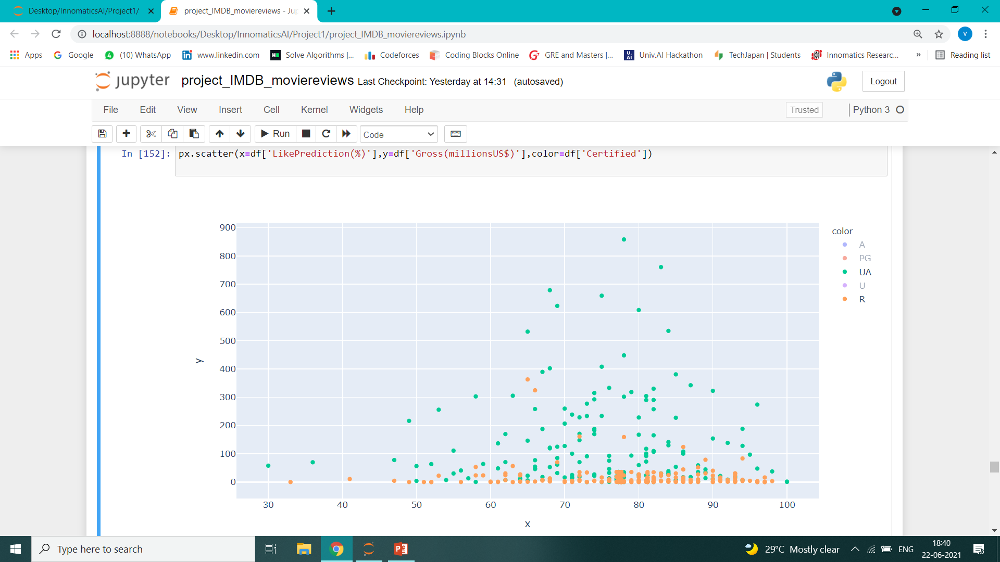 Desktop/InnomaticsAI/Project1/
project_IMDB_moviereviews - Jup
localhost:8888/notebooks/Desktop/InnomaticsAI/Project1/project_IMDB_moviereviews.ipynb
V
Apps
Google
(10) WhatsApp
www.linkedin.com
Solve Algorithms |...
Codeforces
Coding Blocks Online
GRE and Masters |...
Univ.AI Hackathon
TechJapan | Students
Innomatics Researc...
»
Reading list
jupyter project_IMDB_moviereviews Last Checkpoint: Yesterday at 14:31 (autosaved)
Logout
File Edit View Insert Cell Kernel Widgets Help
Trusted
Python 3
Run
Code
In [152]: px.scatter(x=df['LikePrediction(%)'],y=df['Gross(millionsUS$)'],color=df['Certified'])
900
800
700
600
500
400
300
200
100
0
y
30 40 50 60 70 80 90 100
x
color
A
PG
UA
U
R
Type here to search
29°C Mostly clear
ENG
18:40
22-06-2021